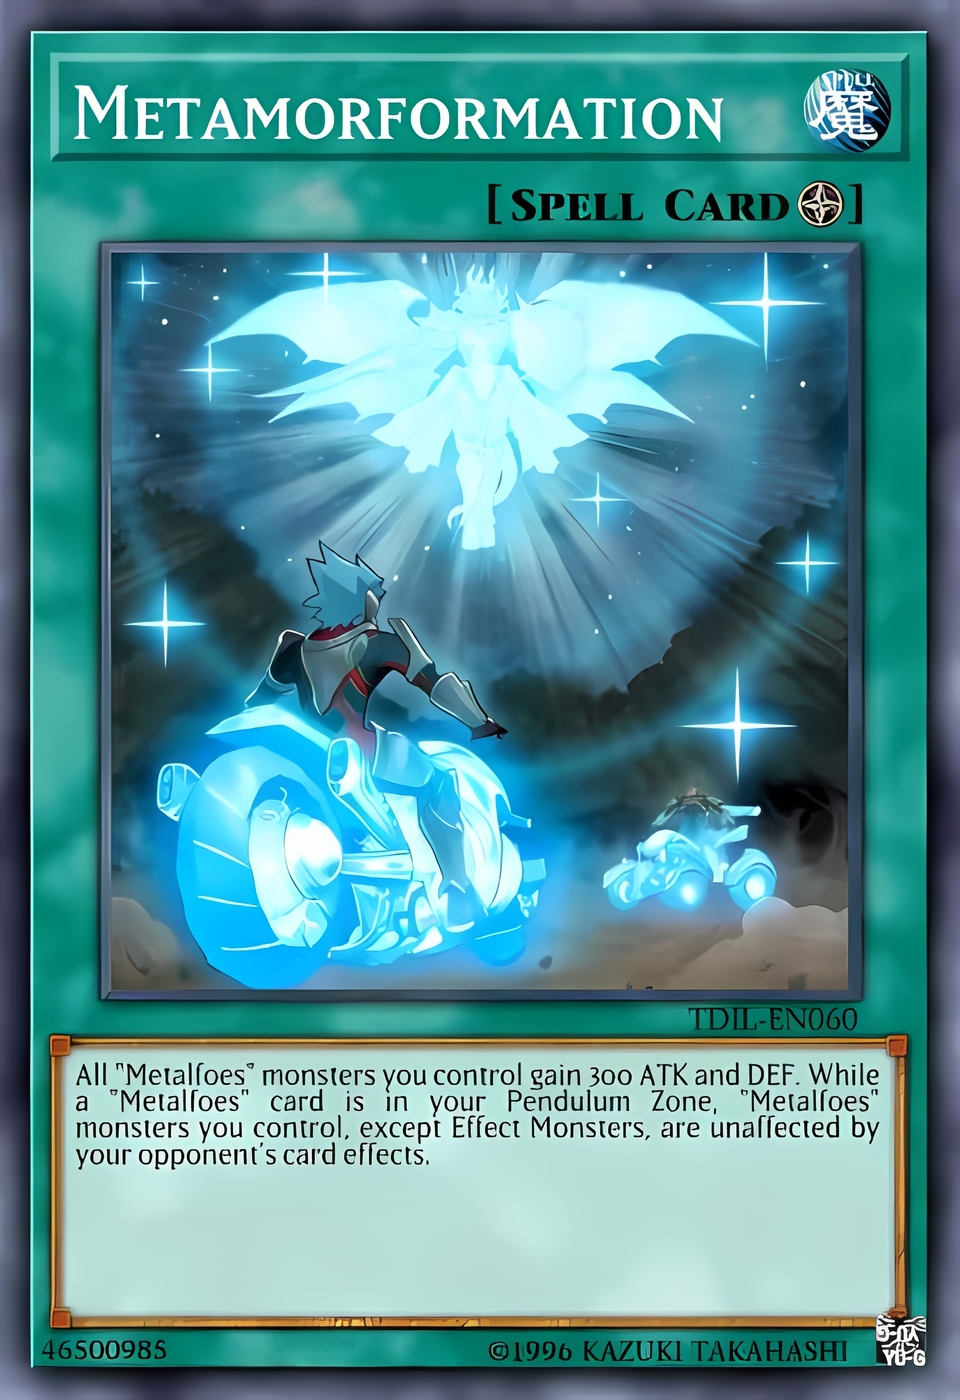 METAMORFORMATION
魔
[SPELL CARD]
TDIL-EN060
All "Metalfoes" monsters you control gain 300 ATK and DEF. While
a "Metalfoes" card is in your Pendulum Zone, "Metalfoes"
monsters you control, except Effect Monsters, are unaffected by
your opponent's card effects.
46500985
©1996 KAZUKI TAKAHASHI